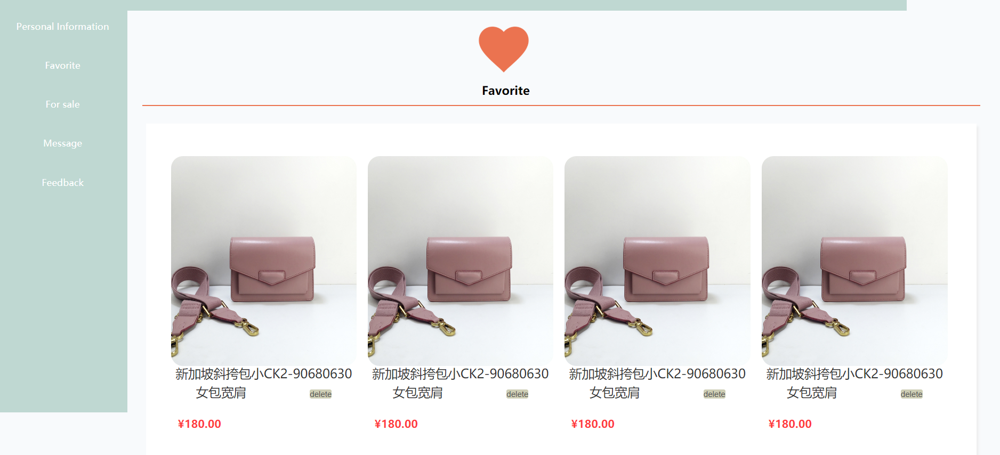 Personal Information
Favorite
For sale
Message
Feedback
Favorite
新加坡斜挎包小CK2-90680630
女包宽肩
delete
¥180.00
新加坡斜挎包小CK2-90680630
女包宽肩
delete
¥180.00
新加坡斜挎包小CK2-90680630
女包宽肩
delete
¥180.00
新加坡斜挎包小CK2-90680630
女包宽肩
delete
¥180.00